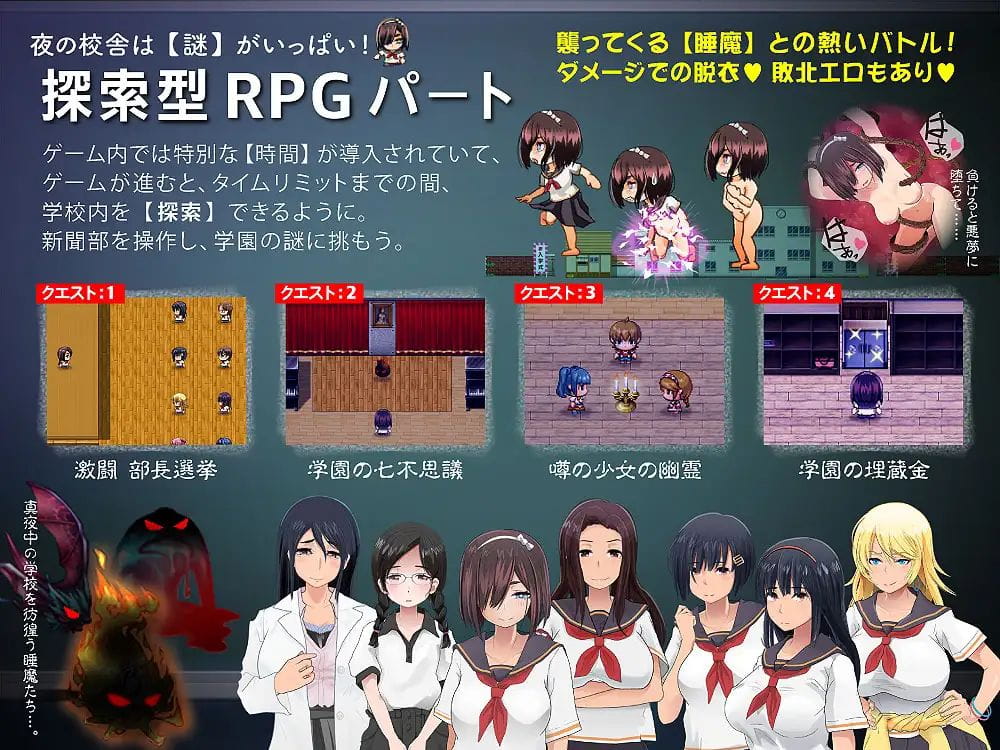 夜の校舎は【謎】がいっぱい!
探索型RPGパート
ゲーム内では特別な【時間】が導入されていて、
ゲームが進むと、タイムリミットまでの間、
学校内を【探索】できるように。
新聞部を操作し、学園の謎に挑もう。
襲ってくる【睡魔】との熱いバトル!
ダメージでの脱衣♥ 敗北エロもあり♥
はぁっ♥
はぁっ♥
負けると悪夢に
堕ちて……
クエスト:1
クエスト:2
クエスト:3
クエスト:4
激闘 部長選挙
学園の七不思議
噂の少女の幽霊
学園の埋蔵金
真夜中の学校を彷徨う睡魔たち…。